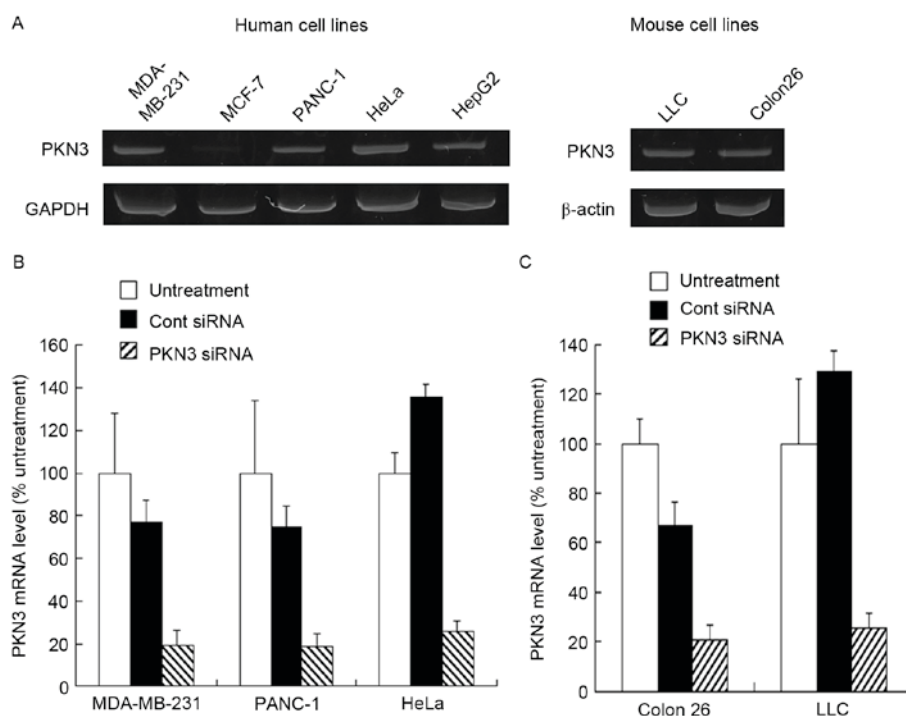 A
Human cell lines
Mouse cell lines
MDA-
MB-231
MCF-7
PANC-1
HeLa
HepG2
LLC
Colon26
PKN3
PKN3
GAPDH
β-actin
B
Untreatment
Cont siRNA
PKN3 siRNA
PKN3 mRNA level (% untreatment)
160
140
120
100
80
60
40
20
0
MDA-MB-231
PANC-1
HeLa
C
Untreatment
Cont siRNA
PKN3 siRNA
PKN3 mRNA level (% untreatment)
140
120
100
80
60
40
20
0
Colon 26
LLC